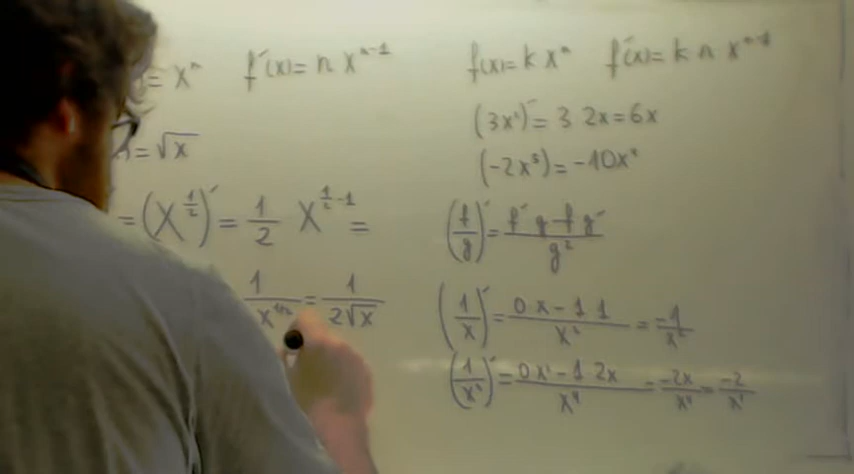 = xⁿ f′(x)= n xⁿ⁻¹
= √x
= (x^½)′ = 1/2 x^(½-1) =
1/x^(1/2) = 1/(2√x)
f(x)= k xⁿ f′(x)= k n xⁿ⁻¹
(3x²)′= 3 2x=6x
(-2x⁵)′= -10x⁴
(f/g)′= (f′ g - f g′)/g²
(1/x)′= (0 x - 1 1)/x² = -1/x²
(1/x²)′= (0 x² - 1 2x)/x⁴ = -2x/x⁴ = -2/x³